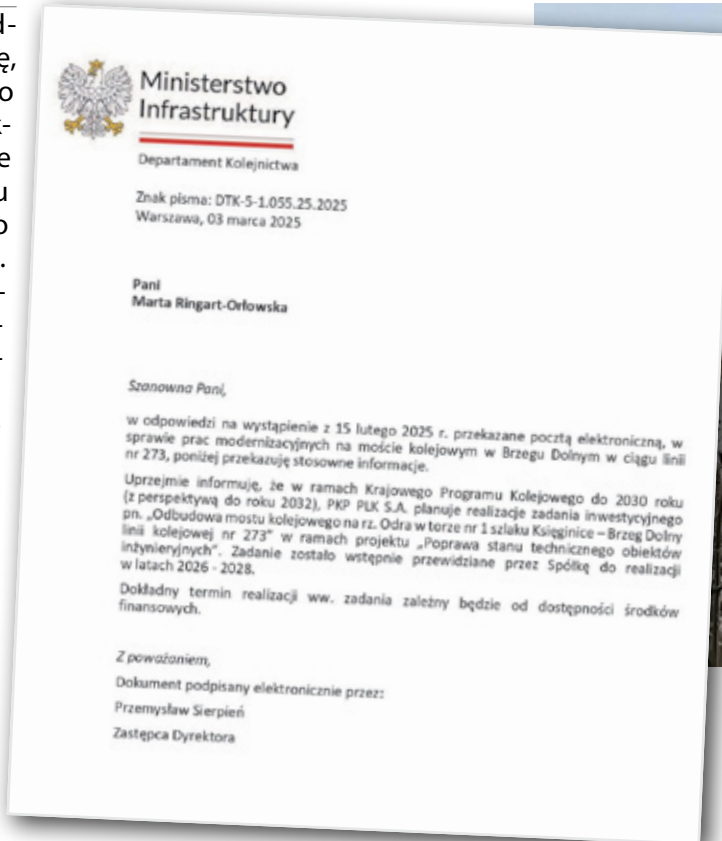 d-
ę,
o
k-
e
u
o
.
-
-
-
Ministerstwo
Infrastruktury
Departament Kolejnictwa
Znak pisma: DTK-5-1.055.25.2025
Warszawa, 03 marca 2025
Pani
Marta Ringart-Orłowska
Szanowna Pani,
w odpowiedzi na wystąpienie z 15 lutego 2025 r. przekazane pocztą elektroniczną, w
sprawie prac modernizacyjnych na moście kolejowym w Brzegu Dolnym w ciągu linii
nr 273, poniżej przekazuję stosowne informacje.
Uprzejmie informuję, że w ramach Krajowego Programu Kolejowego do 2030 roku
(z perspektywą do roku 2032), PKP PLK S.A. planuje realizację zadania inwestycyjnego
pn. „Odbudowa mostu kolejowego na rz. Odra w torze nr 1 szlaku Księginice – Brzeg Dolny
linii kolejowej nr 273" w ramach projektu „Poprawa stanu technicznego obiektów
inżynieryjnych". Zadanie zostało wstępnie przewidziane przez Spółkę do realizacji
w latach 2026 - 2028.
Dokładny termin realizacji ww. zadania zależny będzie od dostępności środków
finansowych.
Z poważaniem,
Dokument podpisany elektronicznie przez:
Przemysław Sierpień
Zastępca Dyrektora